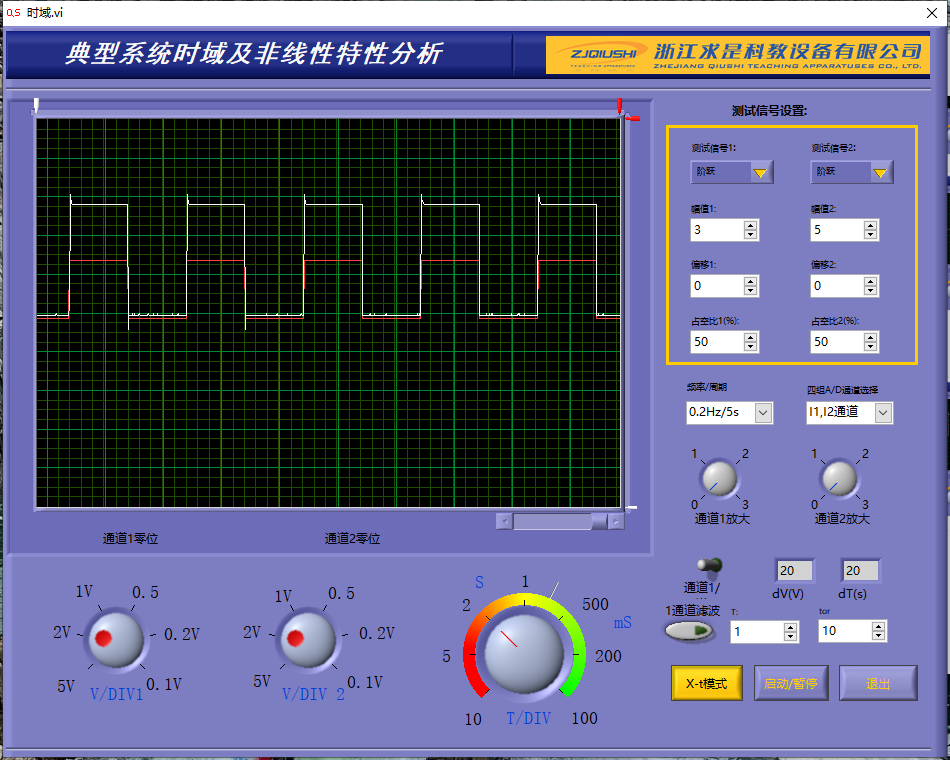 时域.vi
典型系统时域及非线性特性分析
ZJQIUSHI 浙江求是科教设备有限公司
ZHEJIANG QIUSHI TEACHING APPARATUSES CO., LTD.
测试信号设置:
测试信号1: 测试信号2:
阶跃 阶跃
幅值1: 幅值2:
3 5
偏移1: 偏移2:
0 0
占空比1(%): 占空比2(%):
50 50
频率/周期 四组A/D通道选择
0.2Hz/5s I1,I2通道
1 2 1 2
0 3 0 3
通道1放大 通道2放大
通道1零位 通道2零位
通道1/
20 20
dV(V) dT(s)
1通道滤波 T: tor
1 10
X-t模式 启动/暂停 退出
1V 0.5
2V 0.2V
5V 0.1V
V/DIV1
1V 0.5
2V 0.2V
5V 0.1V
V/DIV 2
S 1
2 500
mS
5 200
10 100
T/DIV